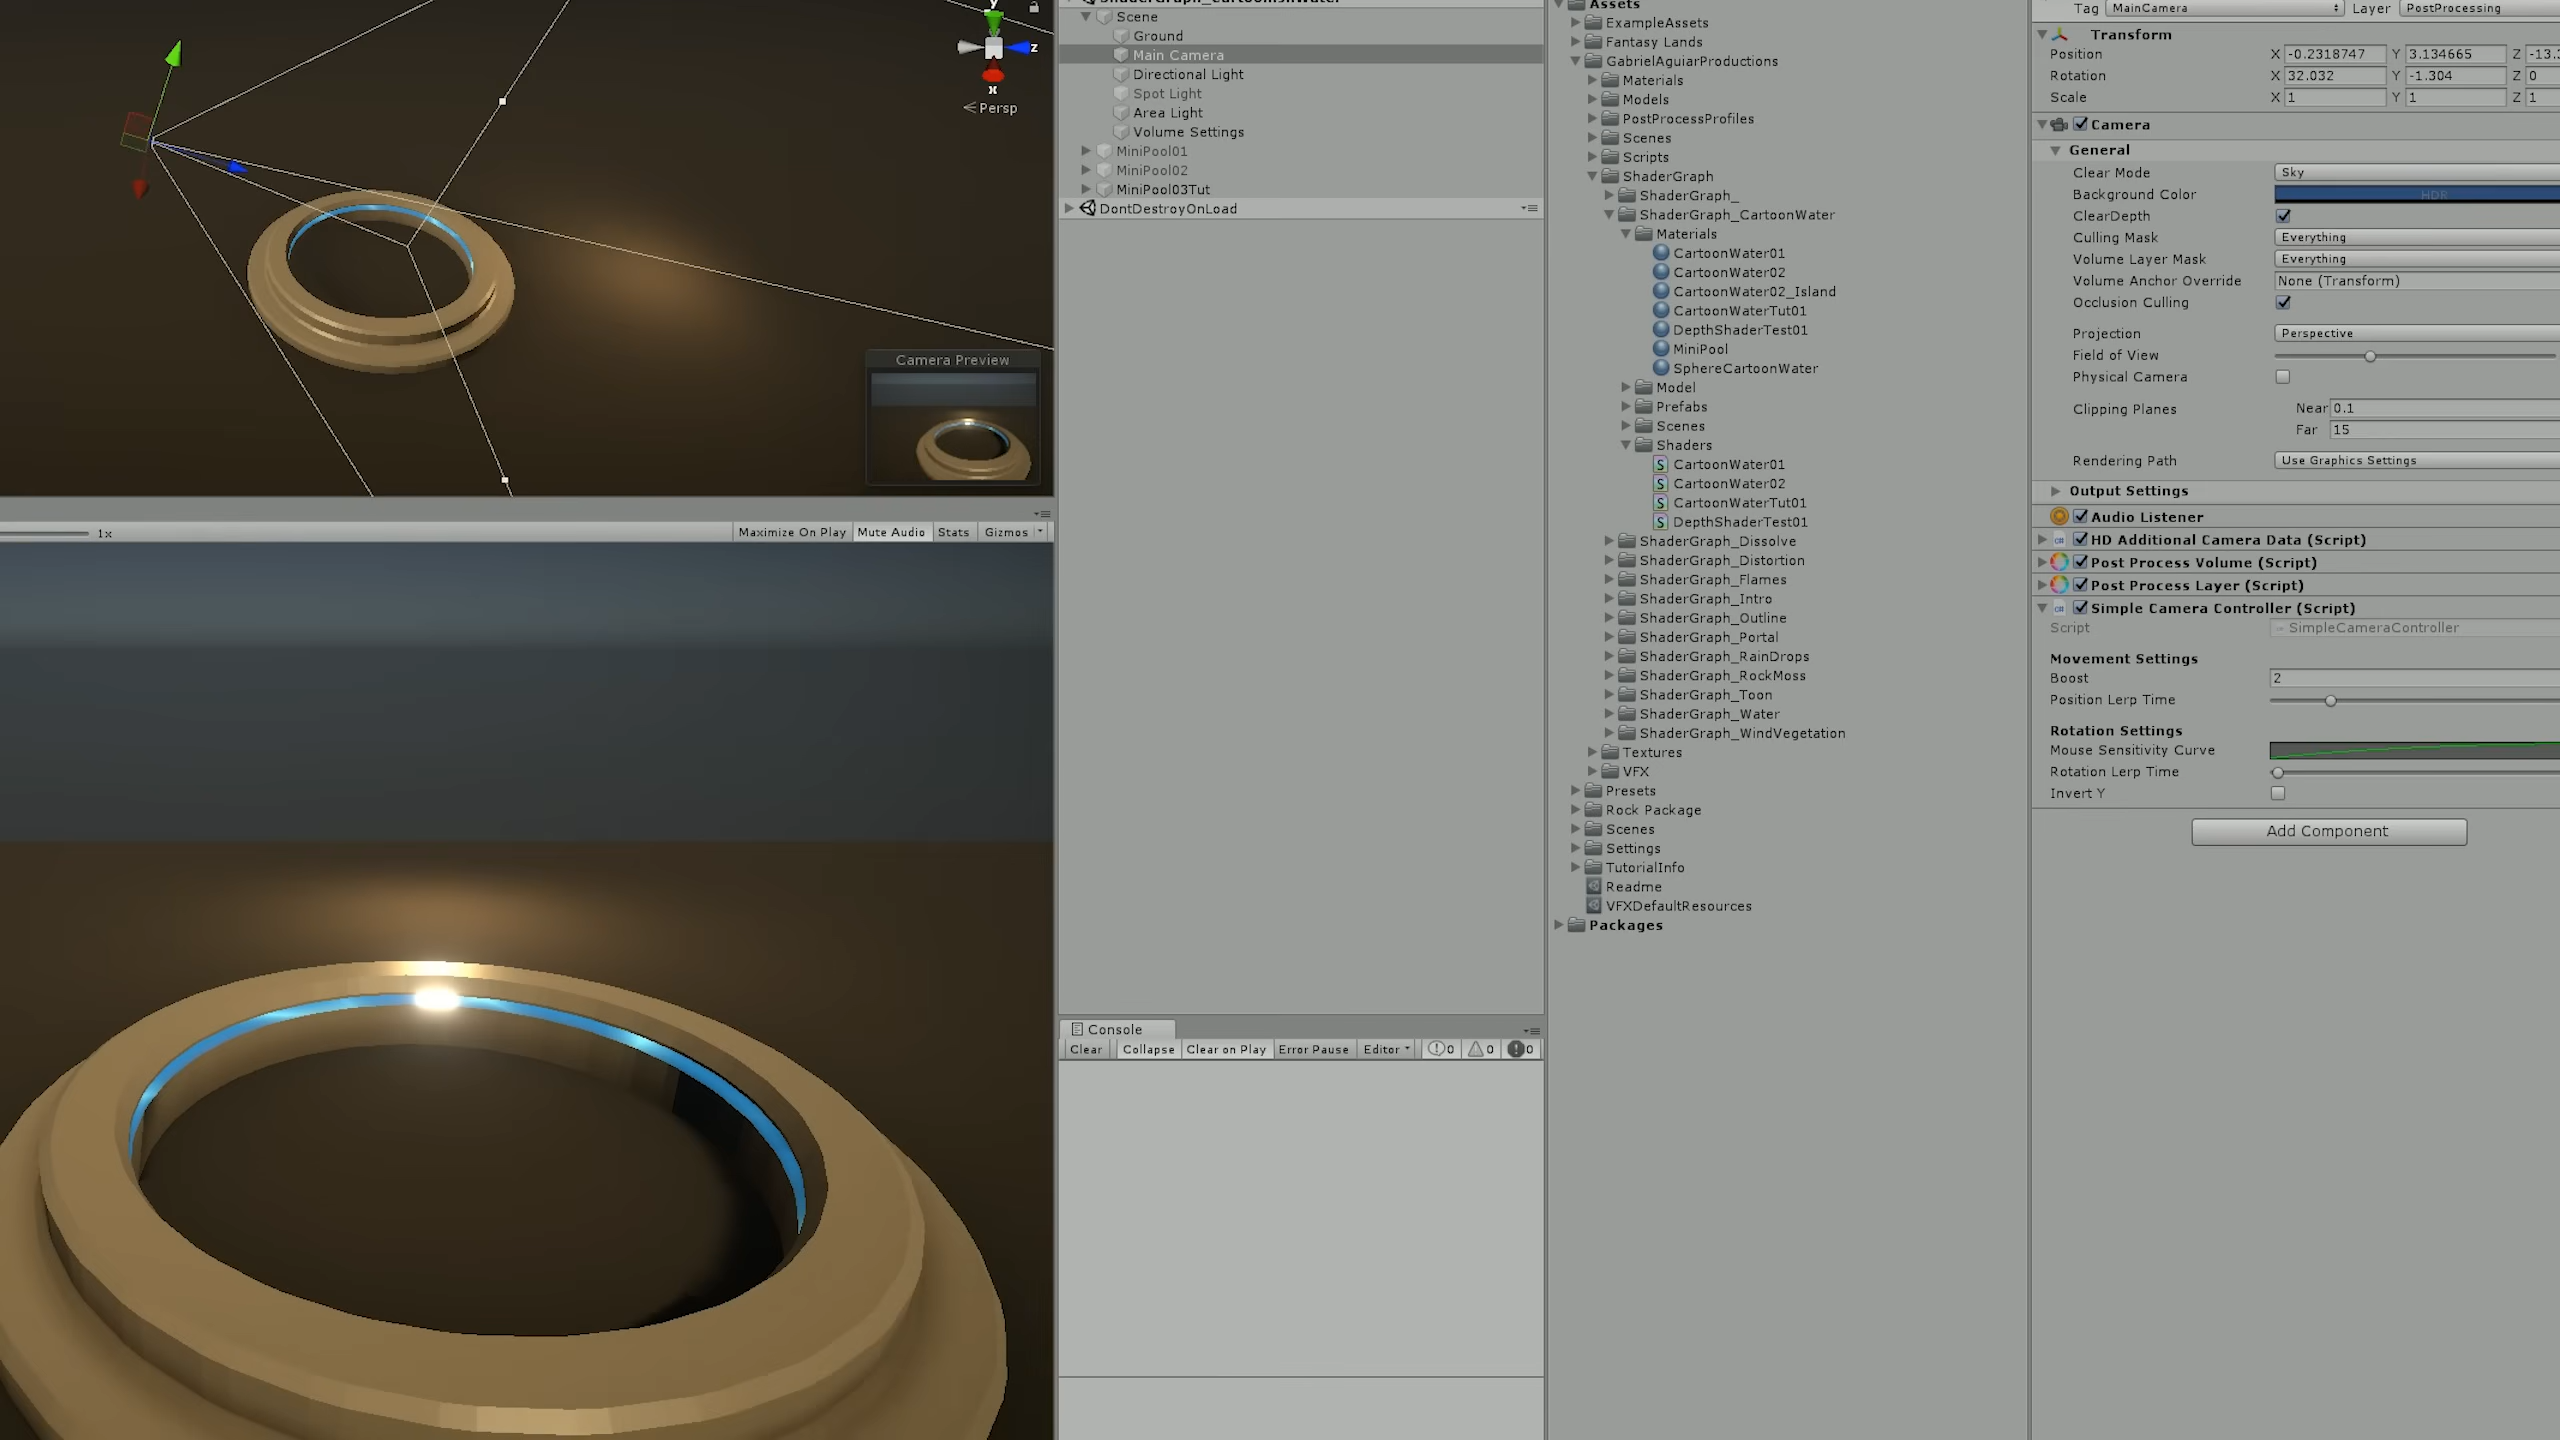 y
z
x
Persp
Camera Preview
1x
Maximize On Play
Mute Audio
Stats
Gizmos
ShaderGraph_CartoonishWater
Scene
Ground
Main Camera
Directional Light
Spot Light
Area Light
Volume Settings
MiniPool01
MiniPool02
MiniPool03Tut
DontDestroyOnLoad
Console
Clear
Collapse
Clear on Play
Error Pause
Editor
0
0
0
Assets
ExampleAssets
Fantasy Lands
GabrielAguiarProductions
Materials
Models
PostProcessProfiles
Scenes
Scripts
ShaderGraph
ShaderGraph_
ShaderGraph_CartoonWater
Materials
CartoonWater01
CartoonWater02
CartoonWater02_Island
CartoonWaterTut01
DepthShaderTest01
MiniPool
SphereCartoonWater
Model
Prefabs
Scenes
Shaders
CartoonWater01
CartoonWater02
CartoonWaterTut01
DepthShaderTest01
ShaderGraph_Dissolve
ShaderGraph_Distortion
ShaderGraph_Flames
ShaderGraph_Intro
ShaderGraph_Outline
ShaderGraph_Portal
ShaderGraph_RainDrops
ShaderGraph_RockMoss
ShaderGraph_Toon
ShaderGraph_Water
ShaderGraph_WindVegetation
Textures
VFX
Presets
Rock Package
Scenes
Settings
TutorialInfo
Readme
VFXDefaultResources
Packages
Tag MainCamera Layer PostProcessing
Transform
Position X -0.2318747 Y 3.134665 Z -13.
Rotation X 32.032 Y -1.304 Z 0
Scale X 1 Y 1 Z 1
Camera
General
Clear Mode Sky
Background Color HDR
ClearDepth
Culling Mask Everything
Volume Layer Mask Everything
Volume Anchor Override None (Transform)
Occlusion Culling
Projection Perspective
Field of View
Physical Camera
Clipping Planes Near 0.1
Far 15
Rendering Path Use Graphics Settings
Output Settings
Audio Listener
HD Additional Camera Data (Script)
Post Process Volume (Script)
Post Process Layer (Script)
Simple Camera Controller (Script)
Script SimpleCameraController
Movement Settings
Boost 2
Position Lerp Time
Rotation Settings
Mouse Sensitivity Curve
Rotation Lerp Time
Invert Y
Add Component